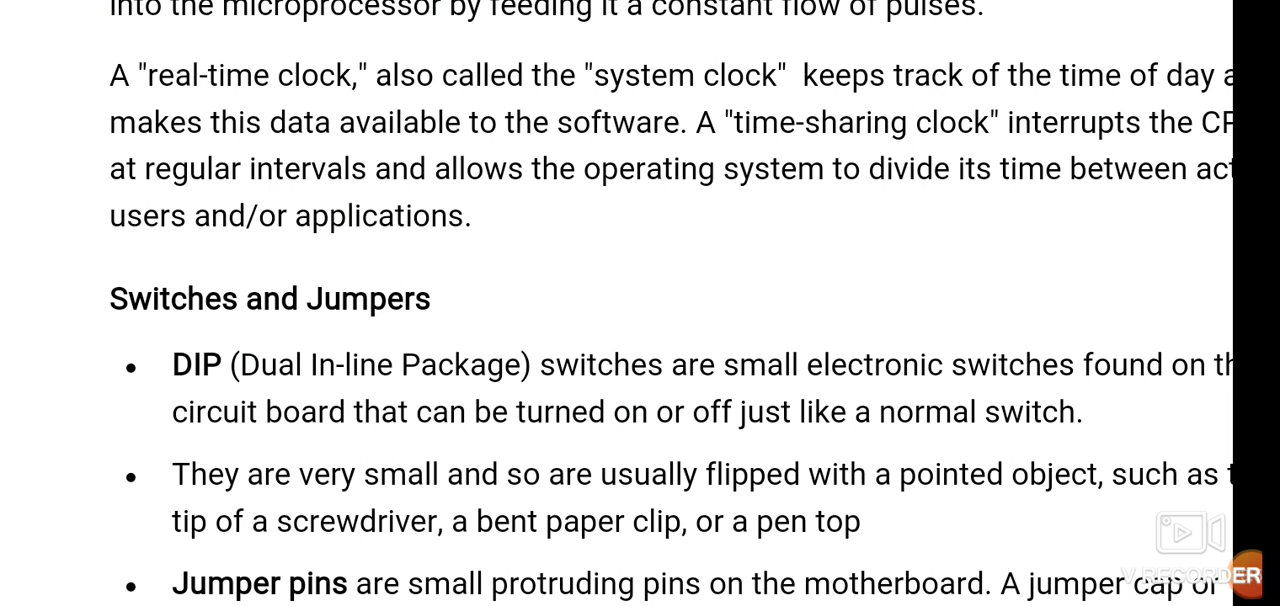 into the microprocessor by feeding it a constant flow of pulses.
A "real-time clock," also called the "system clock"  keeps track of the time of day a
makes this data available to the software. A "time-sharing clock" interrupts the
at regular intervals and allows the operating system to divide its time between
users and/or applications.
Switches and Jumpers
• DIP (Dual In-line Package) switches are small electronic switches found on
circuit board that can be turned on or off just like a normal switch.
• They are very small and so are usually flipped with a pointed object, such as
tip of a screwdriver, a bent paper clip, or a pen top
• Jumper pins are small protruding pins on the motherboard. A jumper cap or
V RECORDER